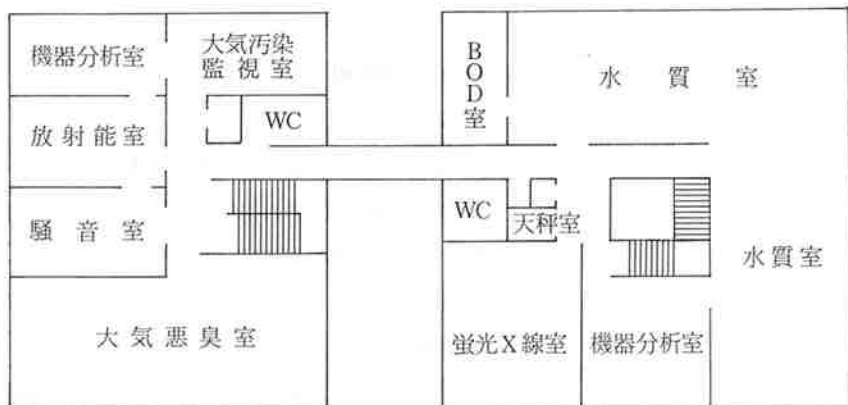 機器分析室
大気汚染
監視室
放射能室
WC
騒音室
大気悪臭室
BOD室
水質室
WC
天秤室
水質室
蛍光X線室
機器分析室